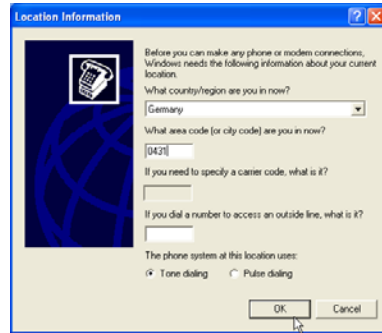 Location Information
Before you can make any phone or modem connections,
Windows needs the following information about your current
location.
What country/region are you in now?
Germany
What area code (or city code) are you in now?
0431
If you need to specify a carrier code, what is it?
If you dial a number to access an outside line, what is it?
The phone system at this location uses:
Tone dialing Pulse dialing
OK Cancel